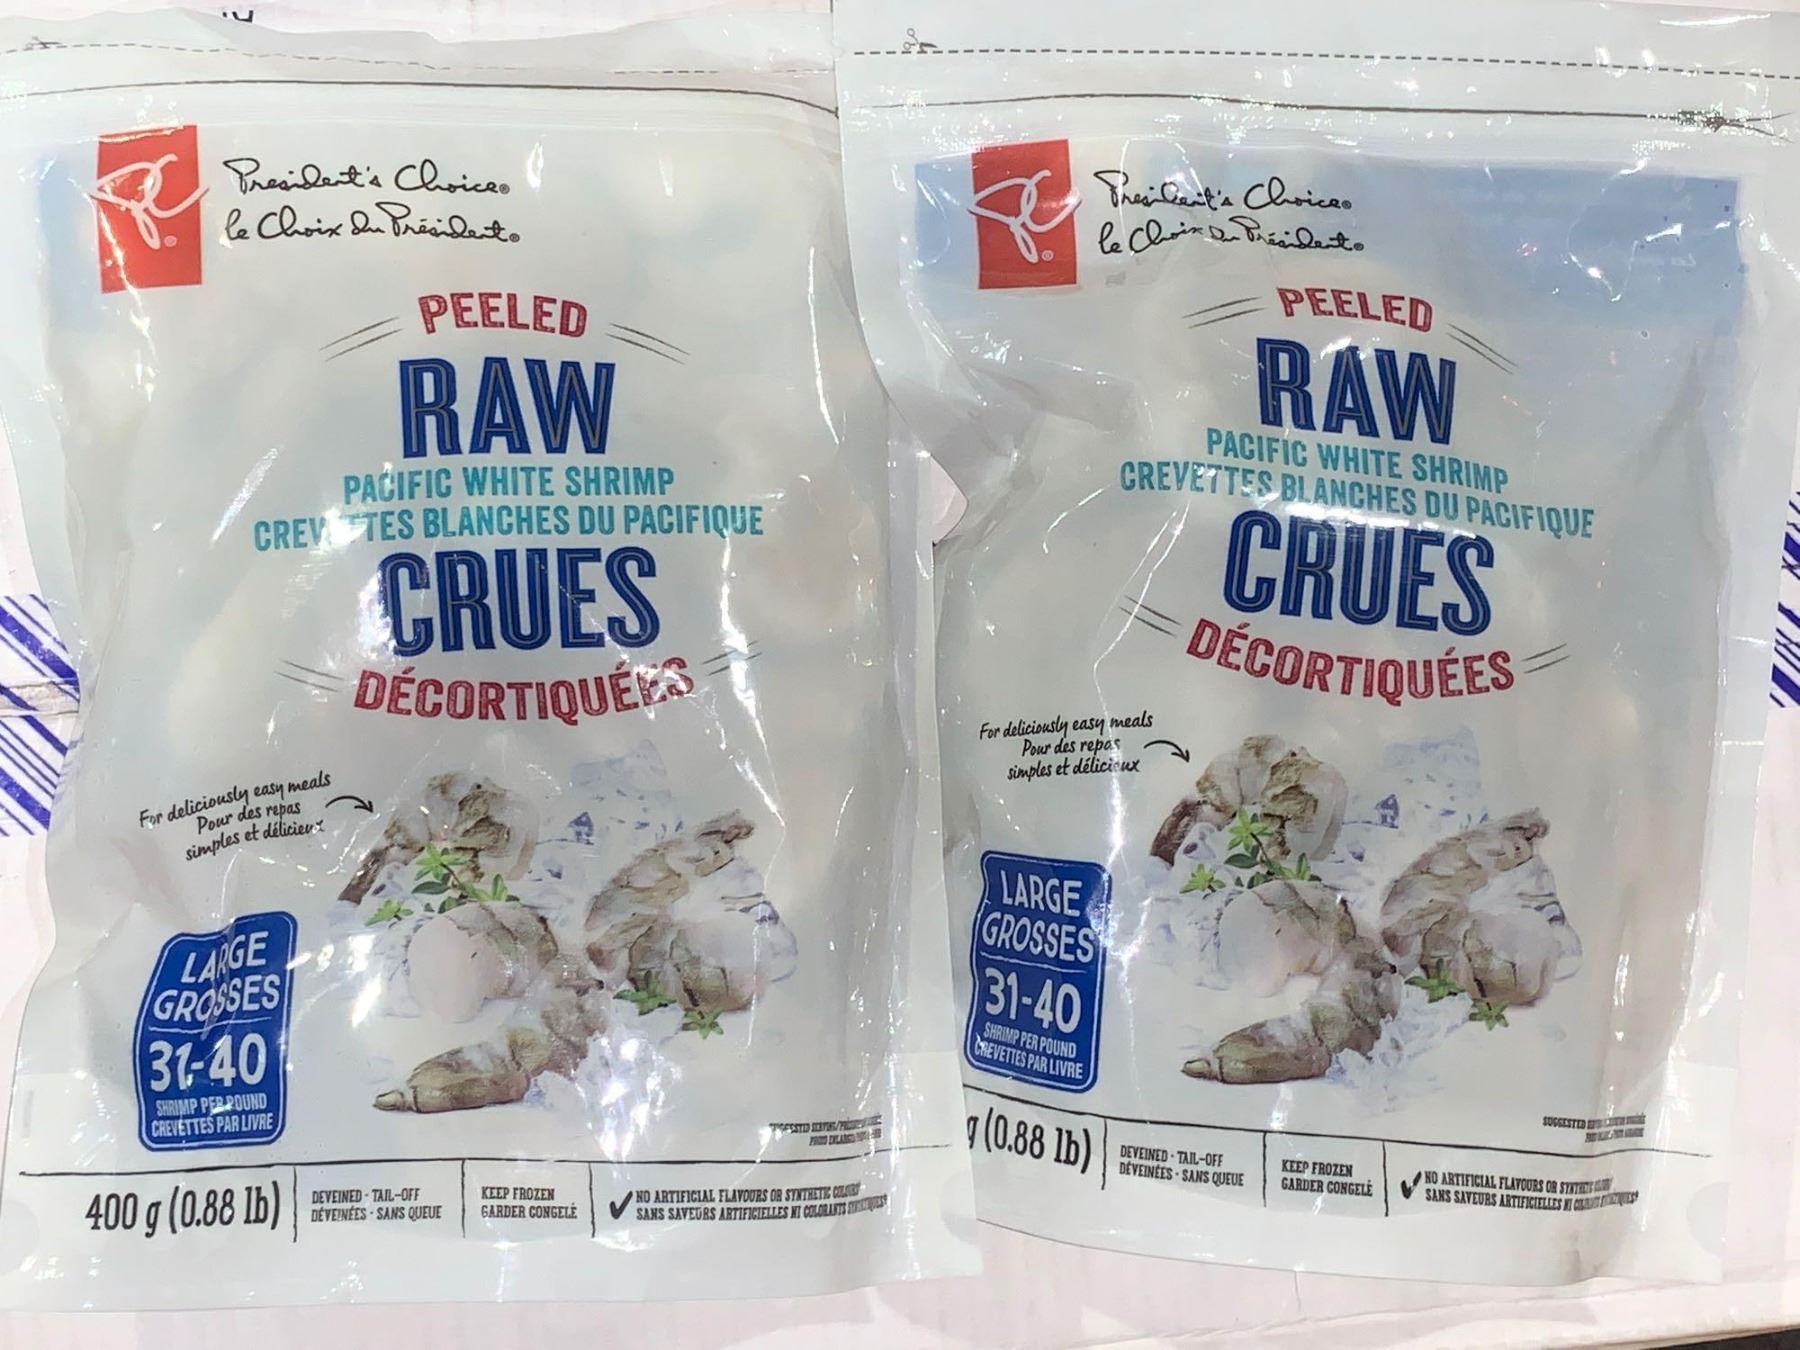 President's Choice®
le Choix du Président®
PEELED
RAW
PACIFIC WHITE SHRIMP
CREVETTES BLANCHES DU PACIFIQUE
CRUES
DÉCORTIQUÉES
For deliciously easy meals
Pour des repas
simples et délicieux
LARGE
GROSSES
31-40
SHRIMP PER POUND
CREVETTES PAR LIVRE
400 g (0.88 lb)
DEVEINED - TAIL-OFF
DÉVEINÉES - SANS QUEUE
KEEP FROZEN
GARDER CONGELÉ
NO ARTIFICIAL FLAVOURS OR SYNTHETIC COLOURS
SANS SAVEURS ARTIFICIELLES NI COLORANTS
SUGGESTED SERVING
President's Choice®
le Choix du Président®
PEELED
RAW
PACIFIC WHITE SHRIMP
CREVETTES BLANCHES DU PACIFIQUE
CRUES
DÉCORTIQUÉES
For deliciously easy meals
Pour des repas
simples et délicieux
LARGE
GROSSES
31-40
SHRIMP PER POUND
CREVETTES PAR LIVRE
g (0.88 lb)
DEVEINED - TAIL-OFF
DÉVEINÉES - SANS QUEUE
KEEP FROZEN
GARDER CONGELÉ
NO ARTIFICIAL FLAVOURS OR SYNTHETIC
SANS SAVEURS ARTIFICIELLES NI
SUGGESTED